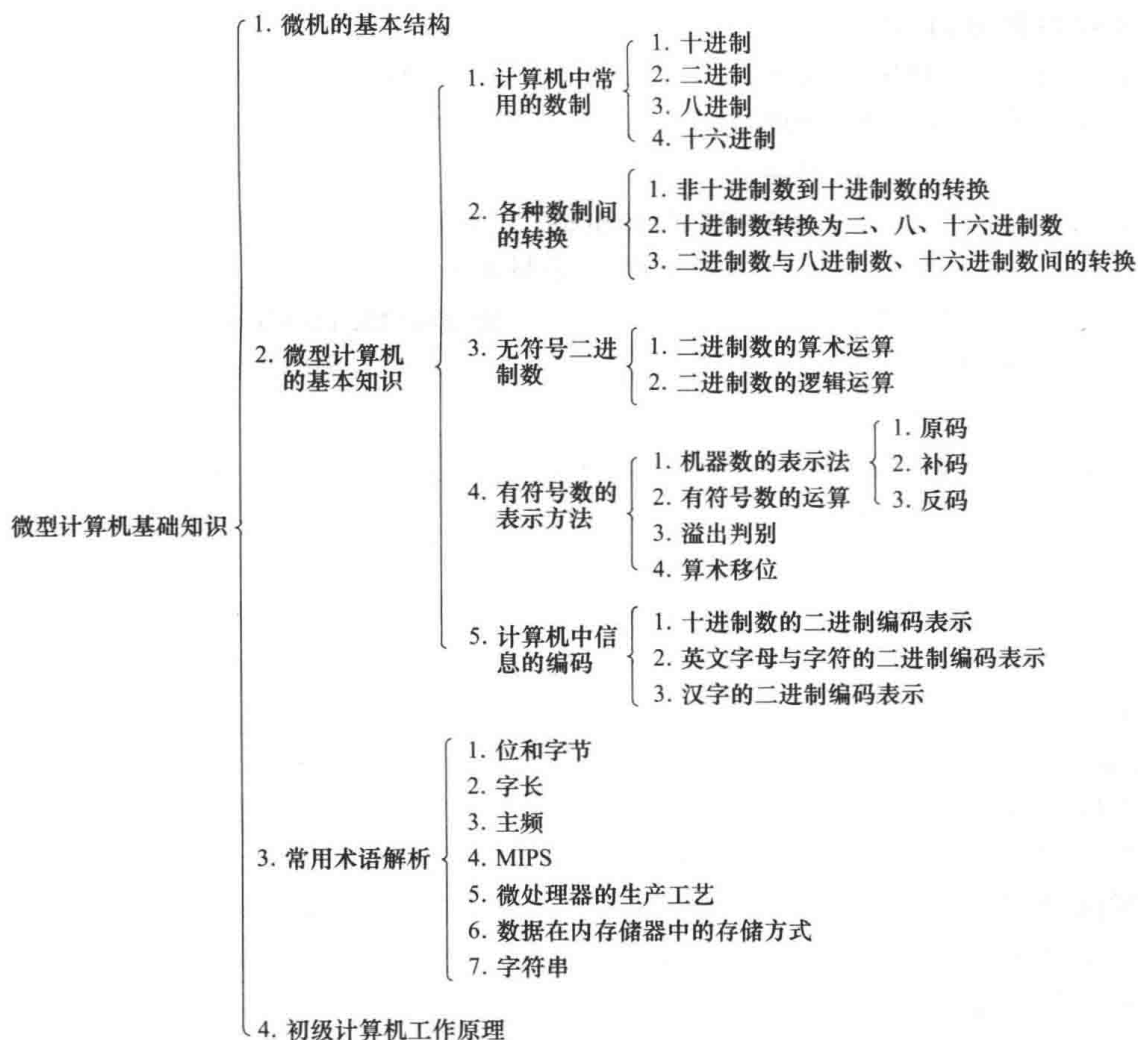 微型计算机基础知识
1. 微机的基本结构
2. 微型计算机
的基本知识
1. 计算机中常
用的数制
1. 十进制
2. 二进制
3. 八进制
4. 十六进制
2. 各种数制间
的转换
1. 非十进制数到十进制数的转换
2. 十进制数转换为二、八、十六进制数
3. 二进制数与八进制数、十六进制数间的转换
3. 无符号二进
制数
1. 二进制数的算术运算
2. 二进制数的逻辑运算
4. 有符号数的
表示方法
1. 机器数的表示法
1. 原码
2. 补码
3. 反码
2. 有符号数的运算
3. 溢出判别
4. 算术移位
5. 计算机中信
息的编码
1. 十进制数的二进制编码表示
2. 英文字母与字符的二进制编码表示
3. 汉字的二进制编码表示
3. 常用术语解析
1. 位和字节
2. 字长
3. 主频
4. MIPS
5. 微处理器的生产工艺
6. 数据在内存储器中的存储方式
7. 字符串
4. 初级计算机工作原理